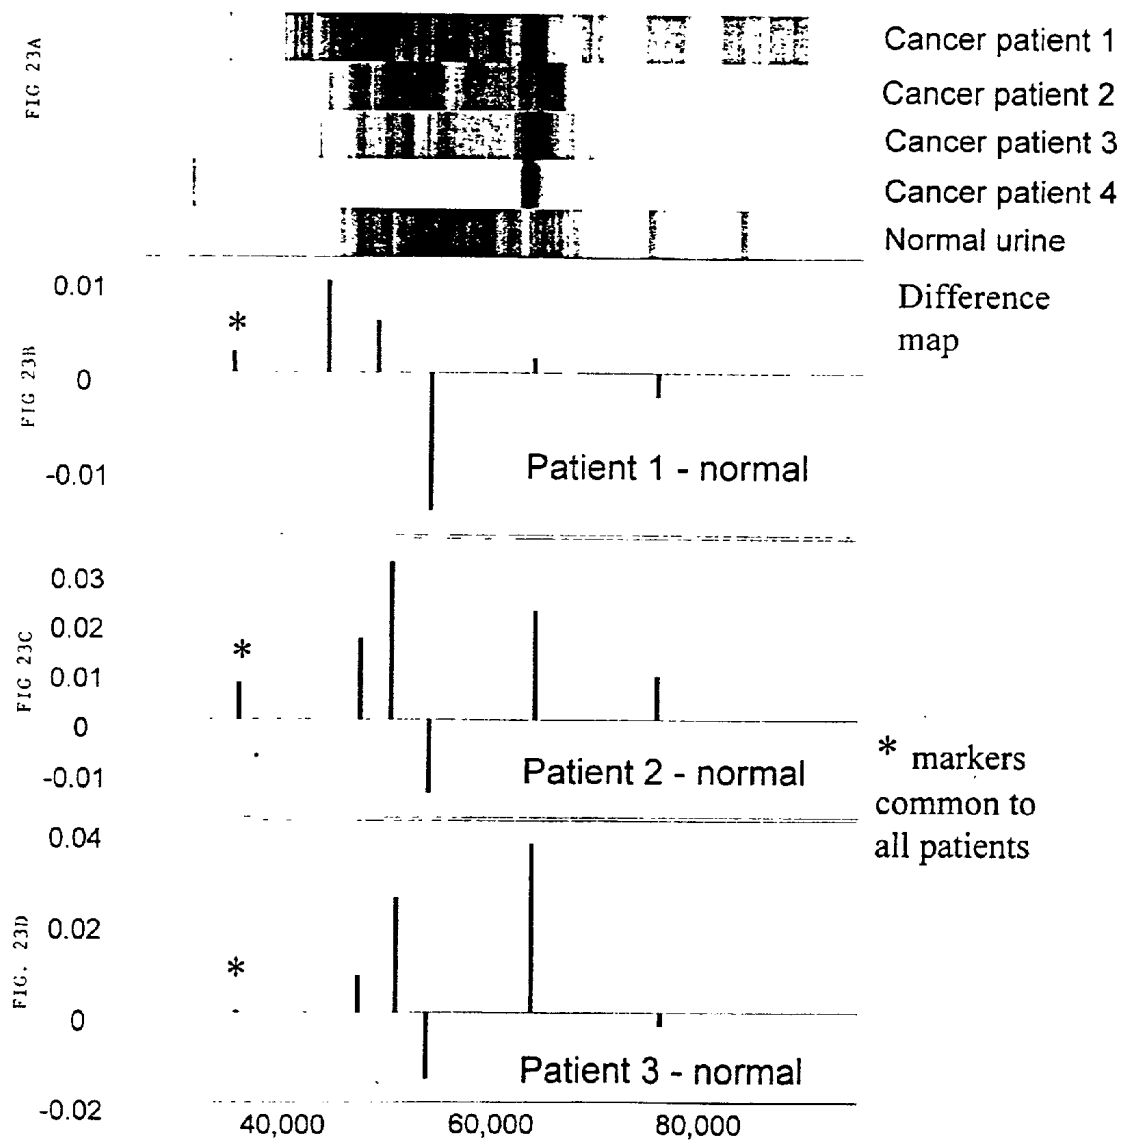 FIG 23A
Cancer patient 1
Cancer patient 2
Cancer patient 3
Cancer patient 4
Normal urine
Difference
map
FIG 23B
0.01
*
0
-0.01
Patient 1 - normal
FIG 23C
0.03
0.02
*
0.01
0
-0.01
Patient 2 - normal
* markers
common to
all patients
FIG. 23D
0.04
0.02
*
0
Patient 3 - normal
-0.02
40,000 60,000 80,000